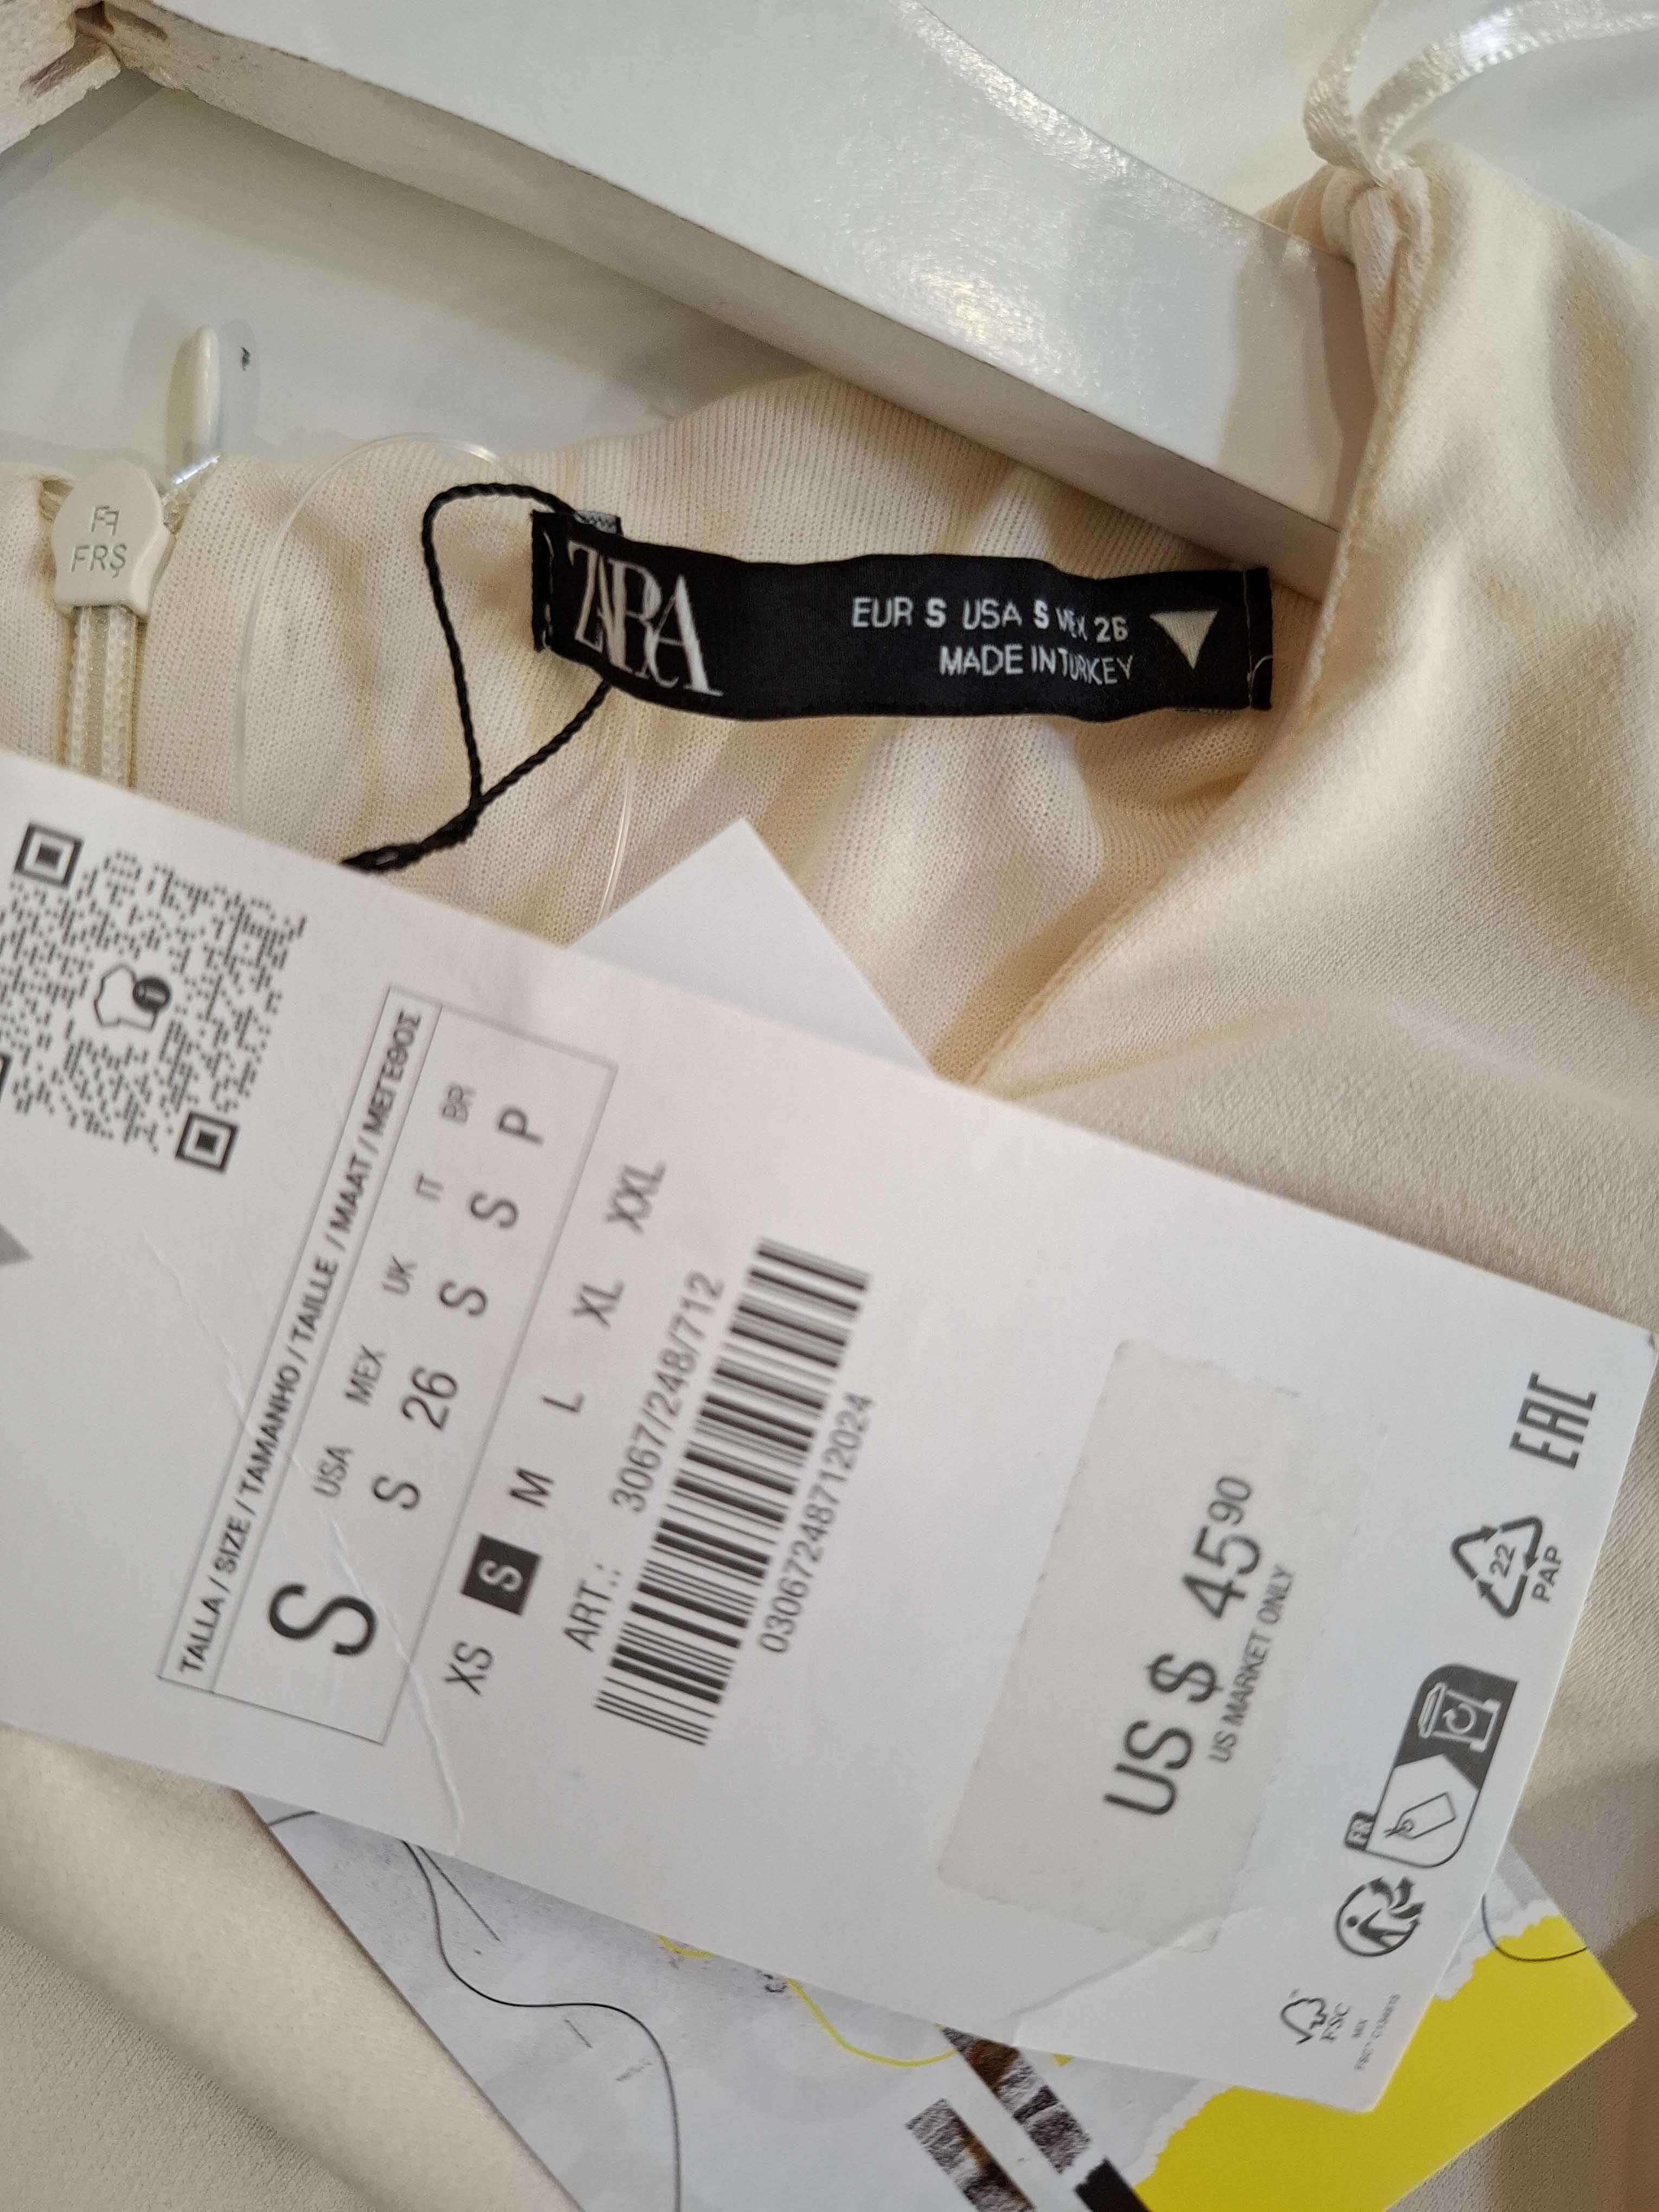 FRŞ
ZARA
EUR S USA S MEX 26
MADE IN TURKEY
TALLA / SIZE / TAMANHO / TAILLE / MAAT / ΜΕΓΕΘΟΣ
USA MEX UK IT BR
S S 26 S S P
XS S M L XL XXL
ART.: 3067/248/712
03067248712024
US $ 45.90
US MARKET ONLY
FR
22
PAP
EAC
FSC
MIX